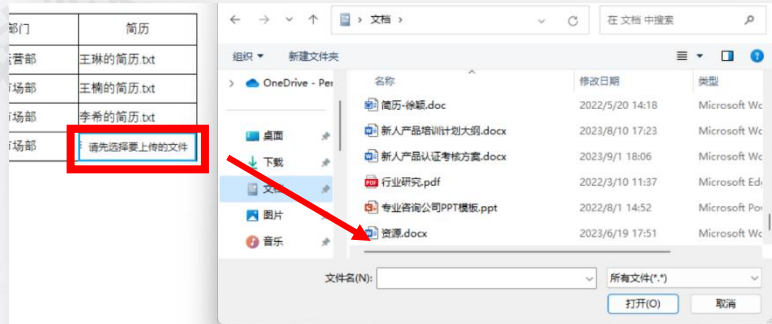 部门 简历
运营部 王琳的简历.txt
市场部 王楠的简历.txt
市场部 李希的简历.txt
市场部 请先选择要上传的文件
文档
在 文档 中搜索
组织 新建文件夹
OneDrive - Per
桌面
下载
文档
图片
音乐
名称 修改日期 类型
简历-徐颖.doc 2022/5/20 14:18 Microsoft Wo
新人产品培训计划大纲.docx 2023/8/10 17:23 Microsoft Wo
新人产品认证考核方案.docx 2023/9/1 18:06 Microsoft Wo
行业研究.pdf 2022/3/10 11:37 Microsoft Ed
专业咨询公司PPT模板.ppt 2022/8/1 14:52 Microsoft Po
资源.docx 2023/6/19 17:51 Microsoft Wo
文件名(N): 所有文件(*.*)
打开(O) 取消